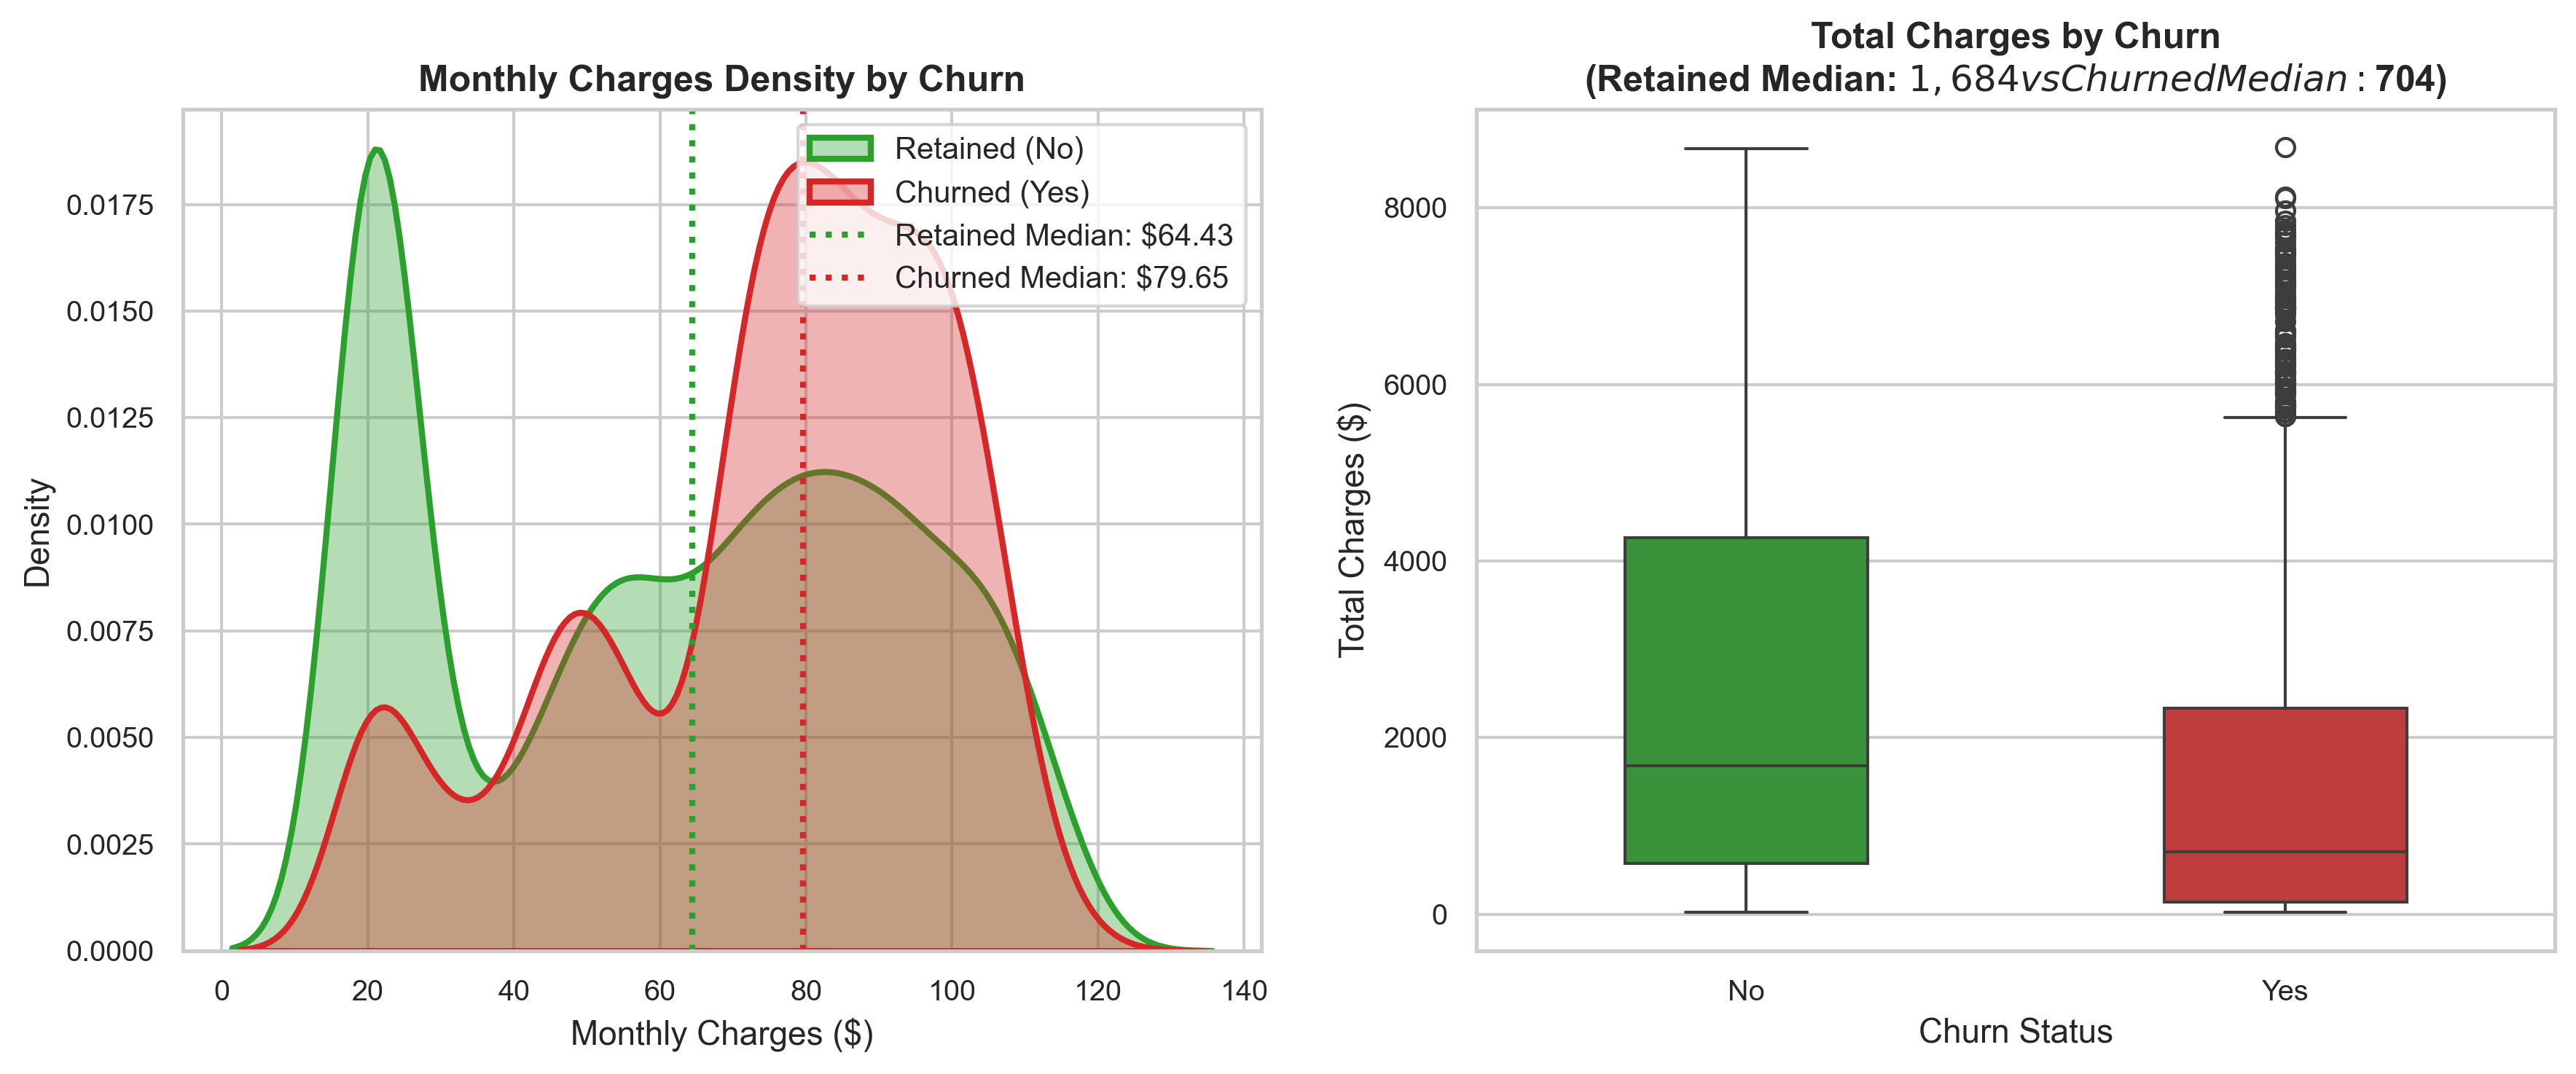 Monthly Charges Density by Churn
0.0175
0.0150
0.0125
0.0100
0.0075
0.0050
0.0025
0.0000
Density
Retained (No)
Churned (Yes)
Retained Median: $64.43
Churned Median: $79.65
0 20 40 60 80 100 120 140
Monthly Charges ($)
Total Charges by Churn
(Retained Median: 1,684vsChurnedMedian:704)
8000
6000
4000
2000
0
Total Charges ($)
No Yes
Churn Status